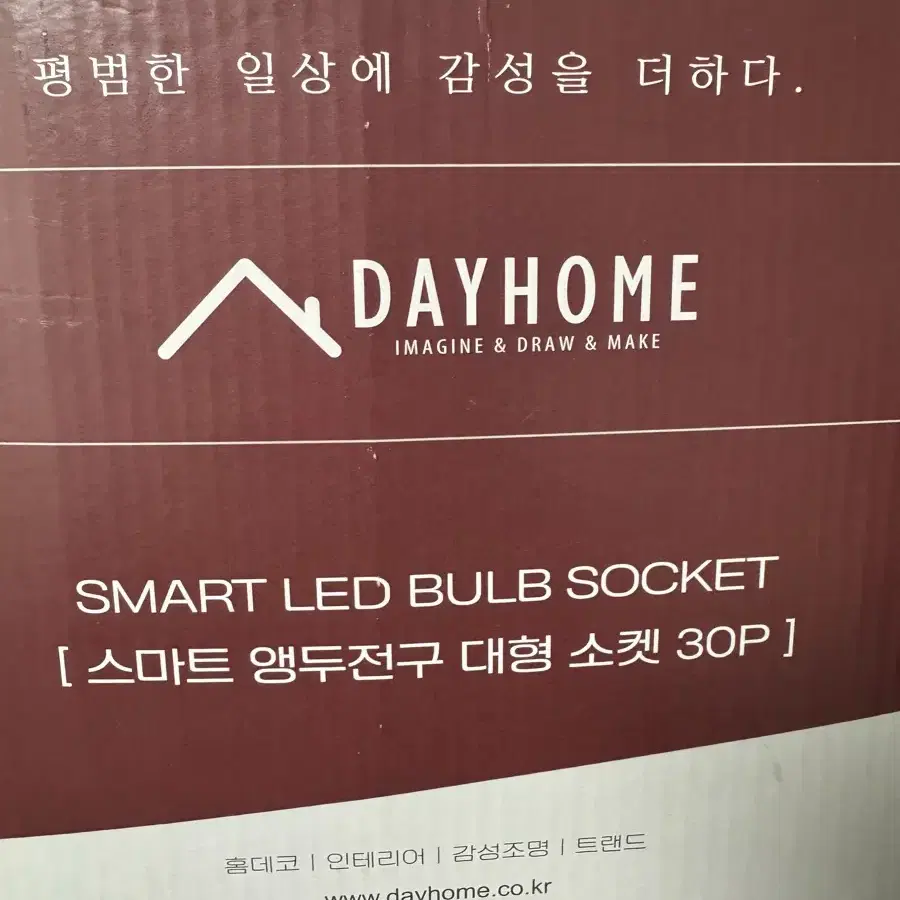 평범한 일상에 감성을 더하다.
DAYHOME
IMAGINE & DRAW & MAKE
SMART LED BULB SOCKET
[ 스마트 앵두전구 대형 소켓 30P ]
홈데코 | 인테리어 | 감성조명 | 트랜드
www.dayhome.co.kr